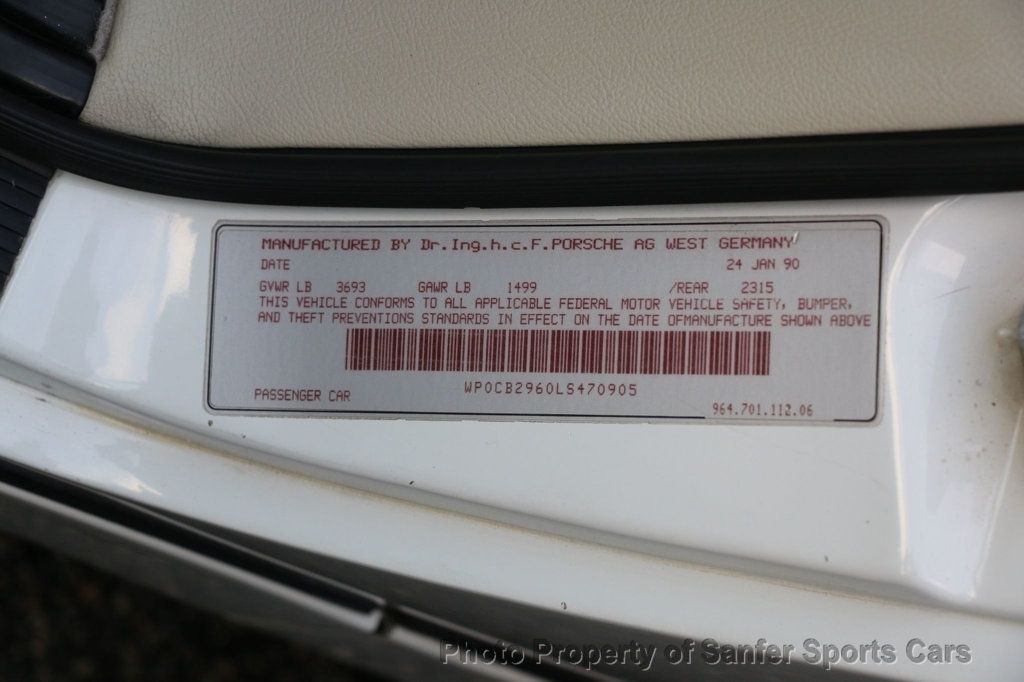 MANUFACTURED BY Dr.Ing.h.c.F.PORSCHE AG WEST GERMANY
DATE 24 JAN 90
GVWR LB 3693 GAWR LB 1499 /REAR 2315
THIS VEHICLE CONFORMS TO ALL APPLICABLE FEDERAL MOTOR VEHICLE SAFETY, BUMPER,
AND THEFT PREVENTIONS STANDARDS IN EFFECT ON THE DATE OFMANUFACTURE SHOWN ABOVE
WP0CB2960LS470905
PASSENGER CAR
964.701.112.06
Photo Property of Sanfer Sports Cars